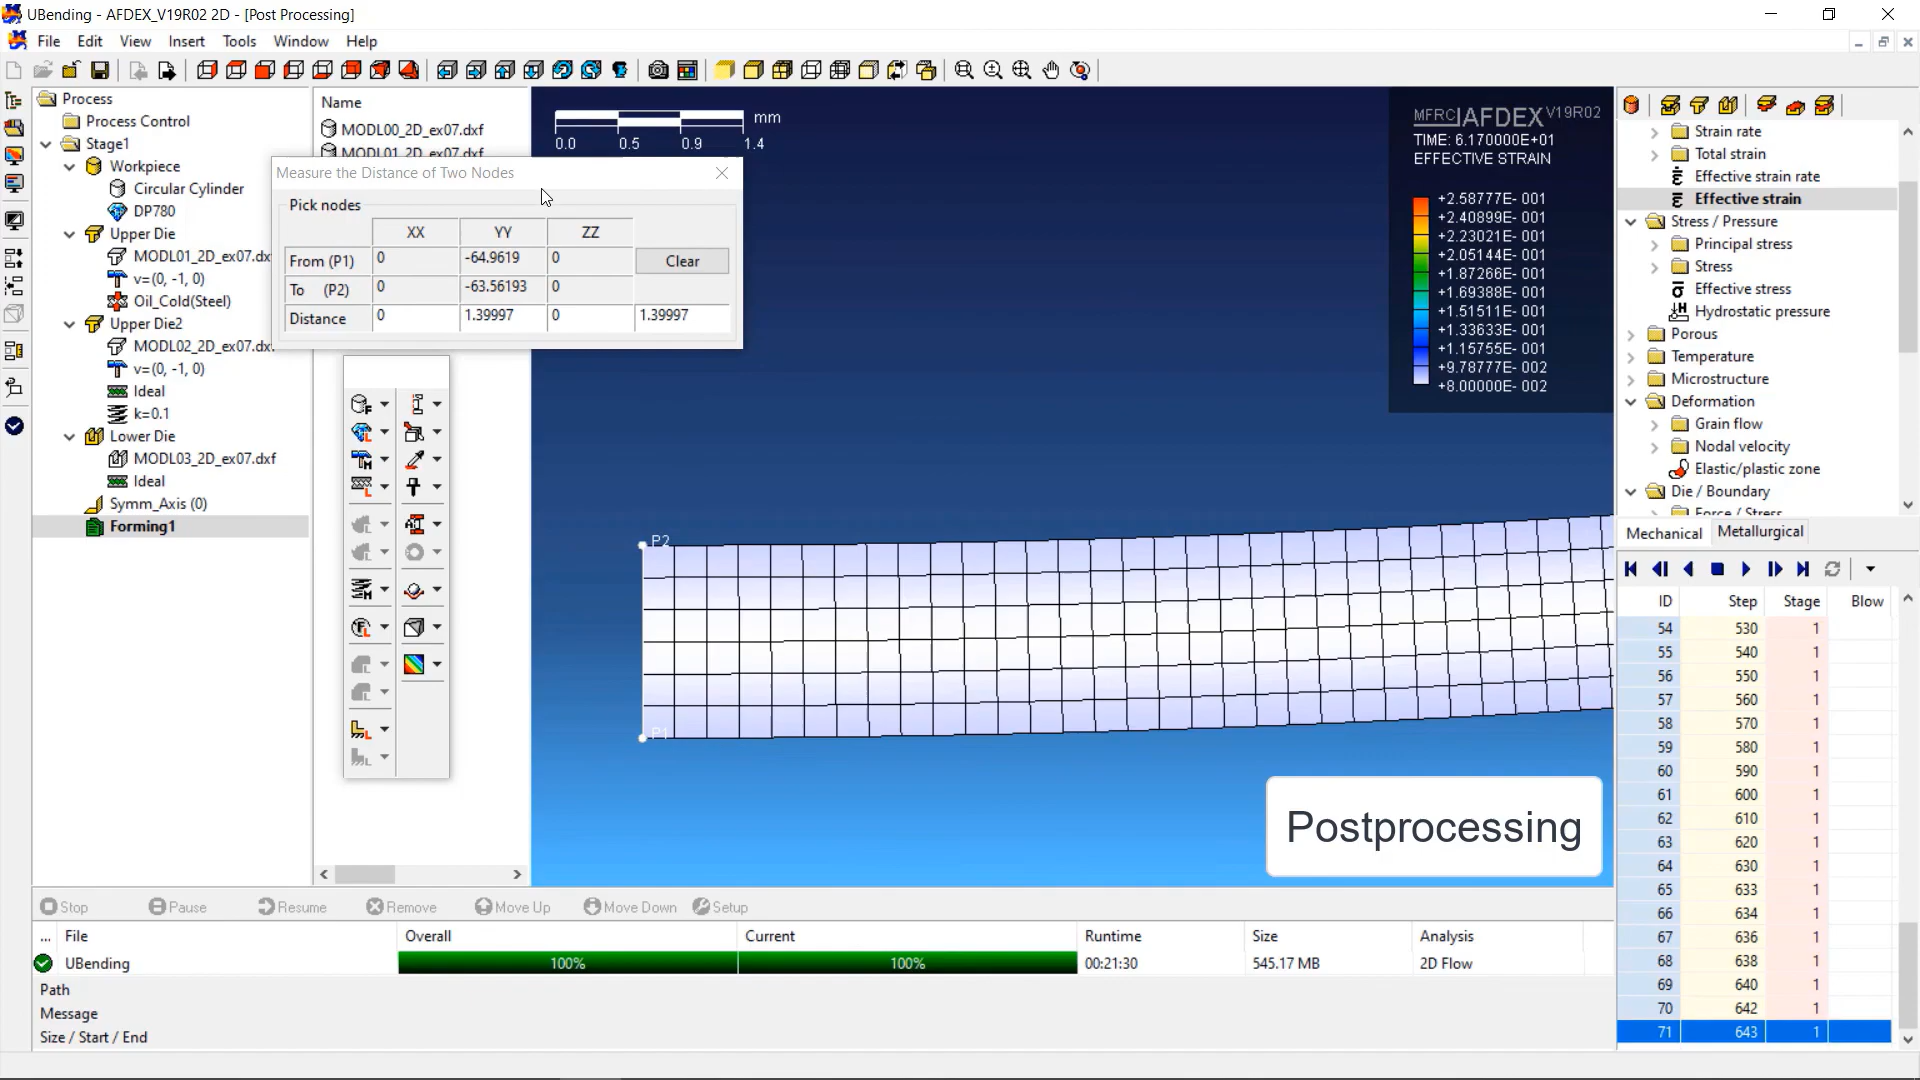 UBending - AFDEX_V19R02 2D - [Post Processing]
File Edit View Insert Tools Window Help
Process
Process Control
Stage1
Workpiece
Circular Cylinder
DP780
Upper Die
MODL01_2D_ex07.dx
v=(0, -1, 0)
Oil_Cold(Steel)
Upper Die2
MODL02_2D_ex07.dx
v=(0, -1, 0)
Ideal
k=0.1
Lower Die
MODL03_2D_ex07.dxf
Ideal
Symm_Axis (0)
Forming1
Name
MODL00_2D_ex07.dxf
MODL01_2D_ex07.dxf
Measure the Distance of Two Nodes
Pick nodes
XX YY ZZ
From (P1) 0 -64.9619 0 Clear
To (P2) 0 -63.56193 0
Distance 0 1.39997 0 1.39997
mm
0.0 0.5 0.9 1.4
P2
P1
MFRC AFDEX V19R02
TIME: 6.170000E+01
EFFECTIVE STRAIN
+2.58777E- 001
+2.40899E- 001
+2.23021E- 001
+2.05144E- 001
+1.87266E- 001
+1.69388E- 001
+1.51511E- 001
+1.33633E- 001
+1.15755E- 001
+9.78777E- 002
+8.00000E- 002
Postprocessing
Strain rate
Total strain
Effective strain rate
Effective strain
Stress / Pressure
Principal stress
Stress
Effective stress
Hydrostatic pressure
Porous
Temperature
Microstructure
Deformation
Grain flow
Nodal velocity
Elastic/plastic zone
Die / Boundary
Force / Stress
Mechanical Metallurgical
ID Step Stage Blow
54 530 1
55 540 1
56 550 1
57 560 1
58 570 1
59 580 1
60 590 1
61 600 1
62 610 1
63 620 1
64 630 1
65 633 1
66 634 1
67 636 1
68 638 1
69 640 1
70 642 1
71 643 1
Stop Pause Resume Remove Move Up Move Down Setup
... File Overall Current Runtime Size Analysis
UBending 100% 100% 00:21:30 545.17 MB 2D Flow
Path
Message
Size / Start / End